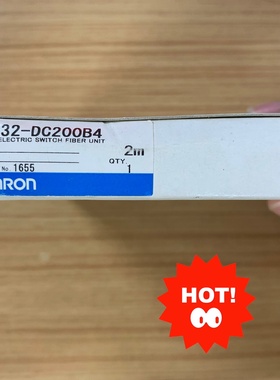 32-DC200B4
ELECTRIC SWITCH FIBER UNIT
2m
No. 1655
QTY
1
RON
HOT!